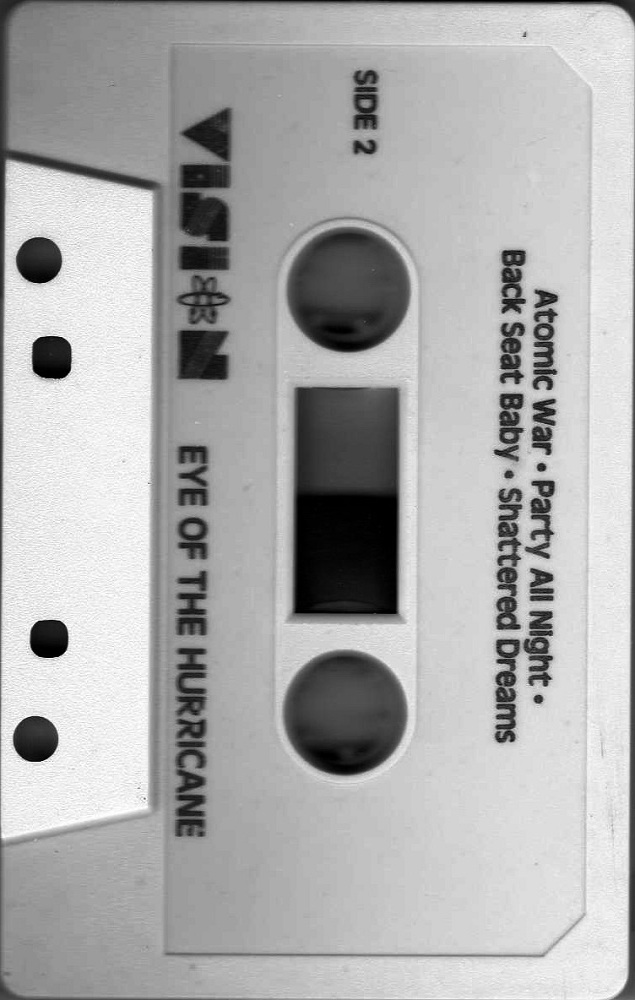 Atomic War • Party All Night •
Back Seat Baby • Shattered Dreams
SIDE 2
VISION EYE OF THE HURRICANE